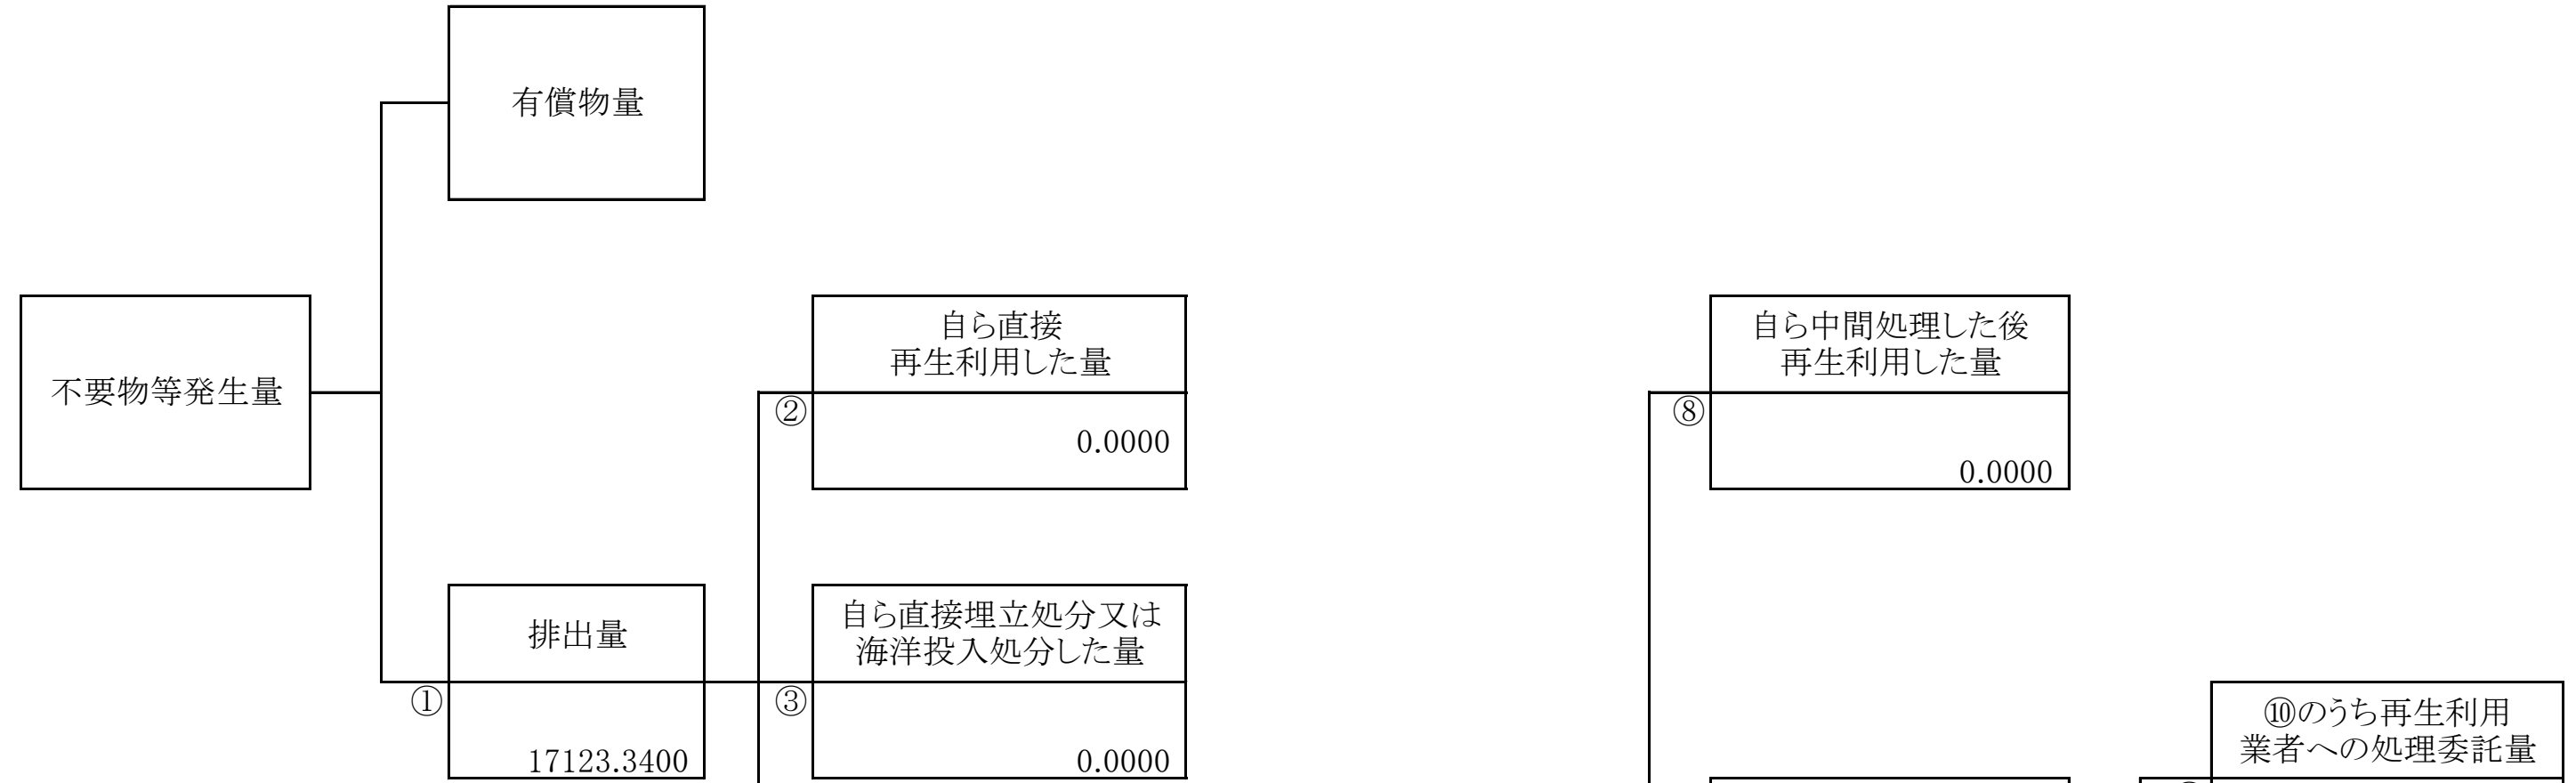 有償物量
不要物等発生量
自ら直接
再生利用した量
②
0.0000
自ら中間処理した後
再生利用した量
⑧
0.0000
排出量
①
17123.3400
自ら直接埋立処分又は
海洋投入処分した量
③
0.0000
⑩のうち再生利用
業者への処理委託量